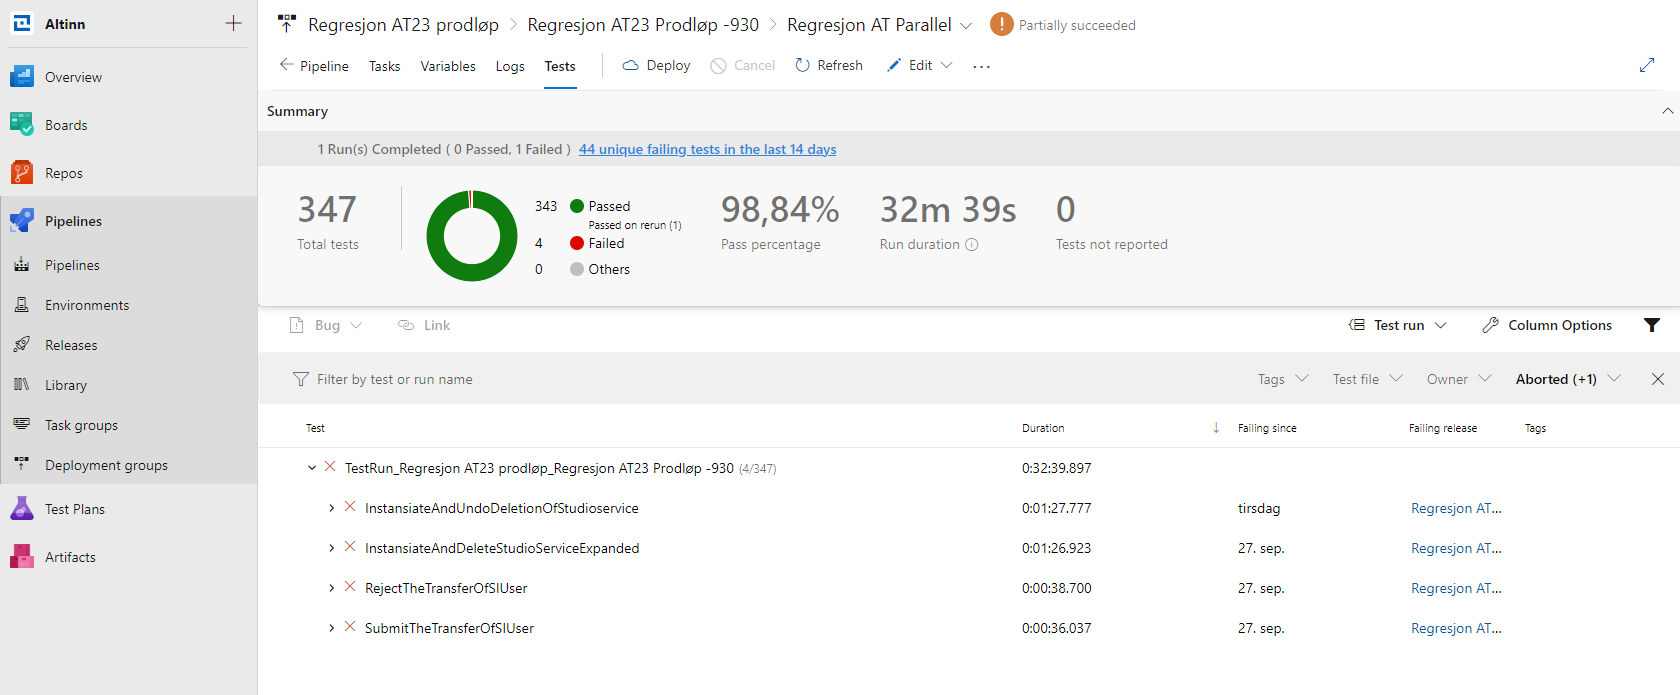 Altinn
Overview
Boards
Repos
Pipelines
Pipelines
Environments
Releases
Library
Task groups
Deployment groups
Test Plans
Artifacts
Regresjon AT23 prodløp > Regresjon AT23 Prodløp -930 > Regresjon AT Parallel ! Partially succeeded
Pipeline Tasks Variables Logs Tests Deploy Cancel Refresh Edit ...
Summary
1 Run(s) Completed ( 0 Passed, 1 Failed ) 44 unique failing tests in the last 14 days
347
Total tests
343 Passed
Passed on rerun (1)
4 Failed
0 Others
98,84%
Pass percentage
32m 39s
Run duration
0
Tests not reported
Bug Link Test run Column Options
Filter by test or run name Tags Test file Owner Aborted (+1)
Test Duration Failing since Failing release Tags
TestRun_Regresjon AT23 prodløp_Regresjon AT23 Prodløp -930 (4/347) 0:32:39.897
InstansiateAndUndoDeletionOfStudioservice 0:01:27.777 tirsdag Regresjon AT...
InstansiateAndDeleteStudioServiceExpanded 0:01:26.923 27. sep. Regresjon AT...
RejectTheTransferOfSIUser 0:00:38.700 27. sep. Regresjon AT...
SubmitTheTransferOfSIUser 0:00:36.037 27. sep. Regresjon AT...